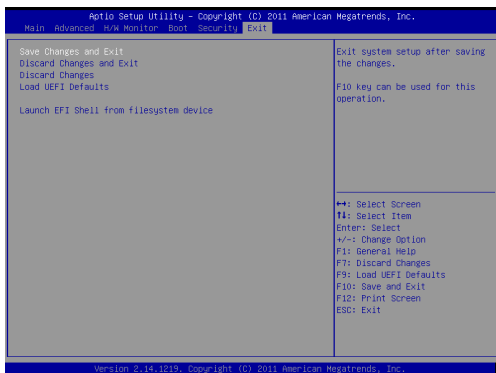 Aptio Setup Utility – Copyright (C) 2011 American Megatrends, Inc.
Main Advanced H/W Monitor Boot Security Exit
Save Changes and Exit
Discard Changes and Exit
Discard Changes
Load UEFI Defaults
Launch EFI Shell from filesystem device
Exit system setup after saving
the changes.
F10 key can be used for this
operation.
↔: Select Screen
↑↓: Select Item
Enter: Select
+/-: Change Option
F1: General Help
F7: Discard Changes
F9: Load UEFI Defaults
F10: Save and Exit
F12: Print Screen
ESC: Exit
Version 2.14.1219. Copyright (C) 2011 American Megatrends, Inc.